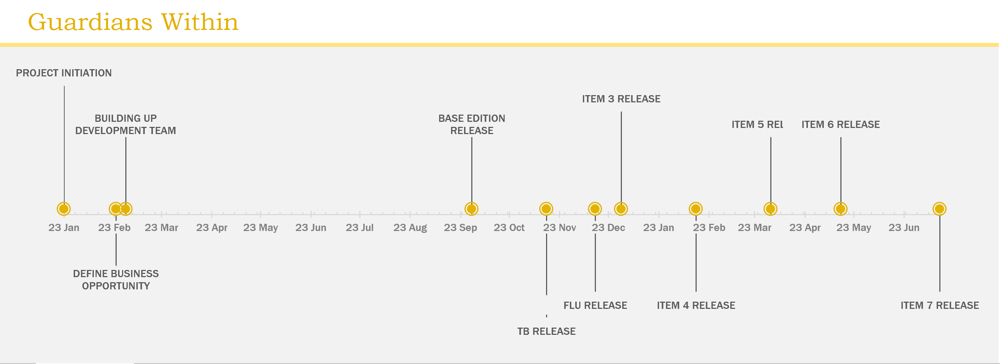 Guardians Within
PROJECT INITIATION
ITEM 3 RELEASE
BUILDING UP
DEVELOPMENT TEAM
BASE EDITION
RELEASE
ITEM 5 REL
ITEM 6 RELEASE
23 Jan
23 Feb
23 Mar
23 Apr
23 May
23 Jun
23 Jul
23 Aug
23 Sep
23 Oct
23 Nov
23 Dec
23 Jan
23 Feb
23 Mar
23 Apr
23 May
23 Jun
DEFINE BUSINESS
OPPORTUNITY
FLU RELEASE
ITEM 4 RELEASE
ITEM 7 RELEASE
TB RELEASE